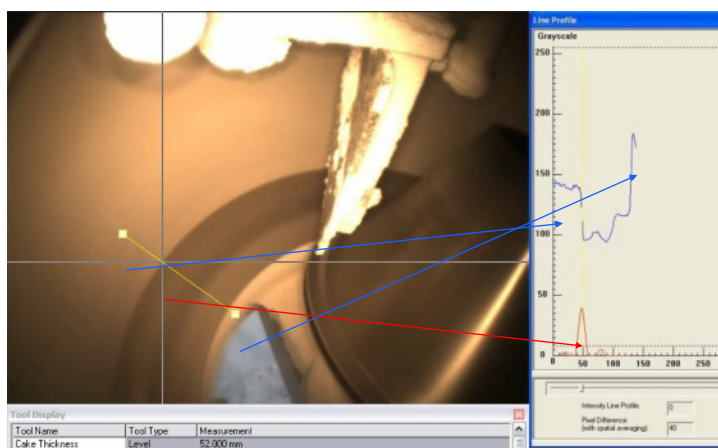 Line Profile
Grayscale
250
200
150
100
50
0
0 50 100 150 200 250
Intensity Line Profile: 0
Pixel Difference:
(with spatial averaging) 40
Tool Display
Tool Name Tool Type Measurement
Cake Thickness Level 52.000 mm